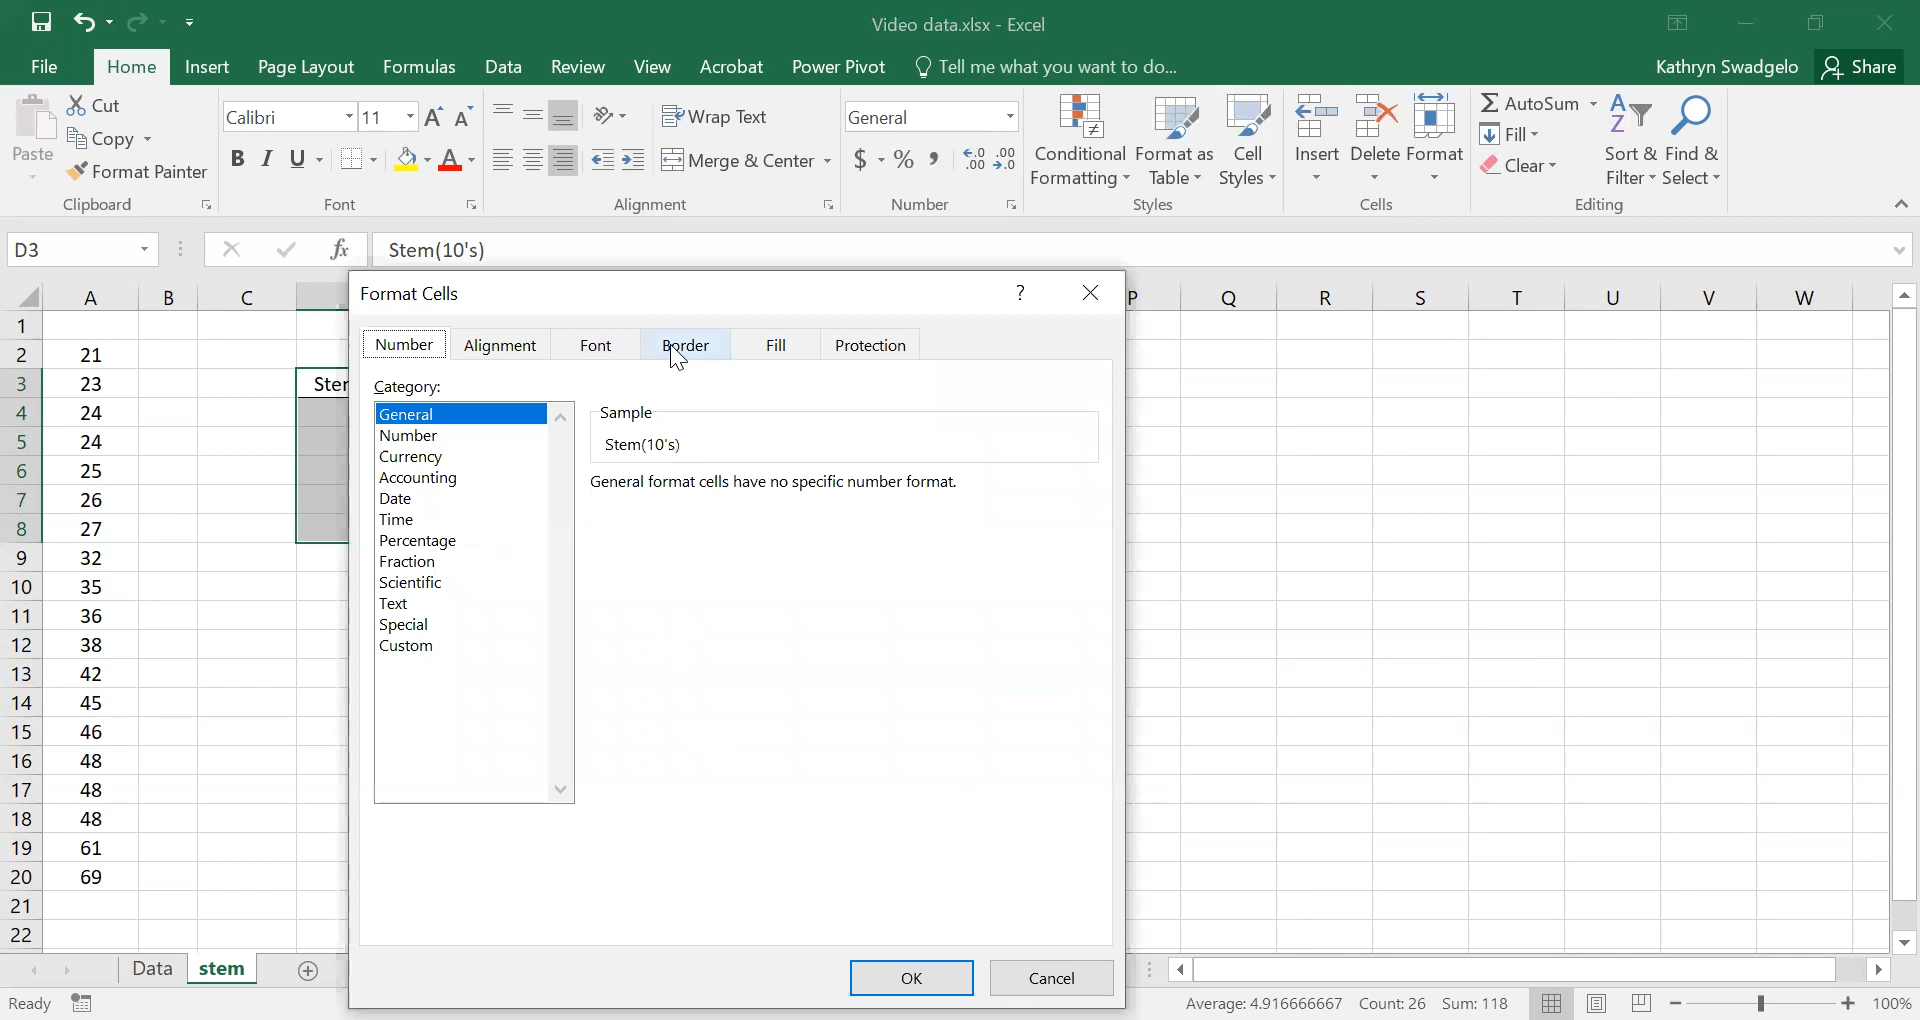 Video data.xlsx - Excel
File Home Insert Page Layout Formulas Data Review View Acrobat Power Pivot Tell me what you want to do... Kathryn Swadgelo Share
Paste
Cut
Copy
Format Painter
Clipboard
Calibri 11 A A
B I U A
Font
Wrap Text
Merge & Center
Alignment
General
$ % , .00 .00
Number
Conditional Formatting
Format as Table
Cell Styles
Styles
Insert Delete Format
Cells
AutoSum
Fill
Clear
Sort & Filter
Find & Select
Editing
D3 fx Stem(10's)
A B C P Q R S T U V W
1
2 21
3 23 Ster
4 24
5 24
6 25
7 26
8 27
9 32
10 35
11 36
12 38
13 42
14 45
15 46
16 48
17 48
18 48
19 61
20 69
21
22
Format Cells ?
Number Alignment Font Border Fill Protection
Category:
General
Number
Currency
Accounting
Date
Time
Percentage
Fraction
Scientific
Text
Special
Custom
Sample
Stem(10's)
General format cells have no specific number format.
OK Cancel
Data stem
Ready Average: 4.916666667 Count: 26 Sum: 118 100%